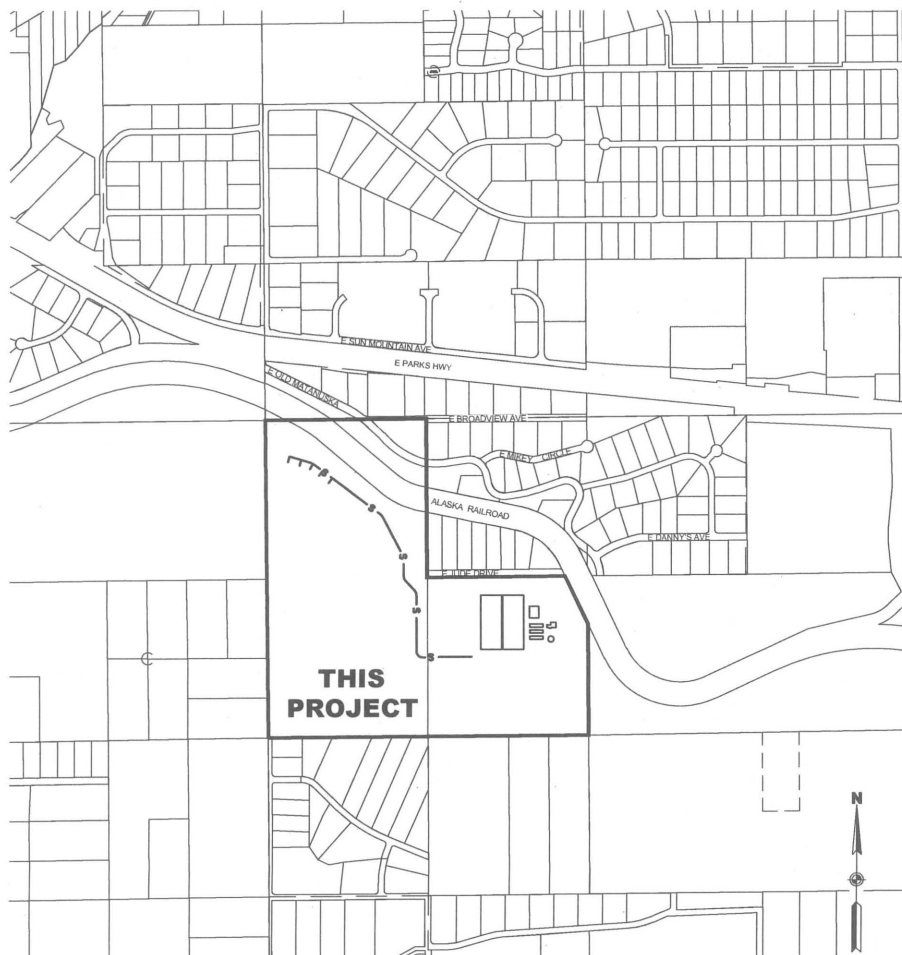 E SUN MOUNTAIN AVE
E PARKS HWY
E OLD MATANUSKA
E BROADVIEW AVE
E MIKEY CIRCLE
S
S
ALASKA RAILROAD
S
E DANNY'S AVE
E JUDE DRIVE
S
S
THIS
PROJECT
N